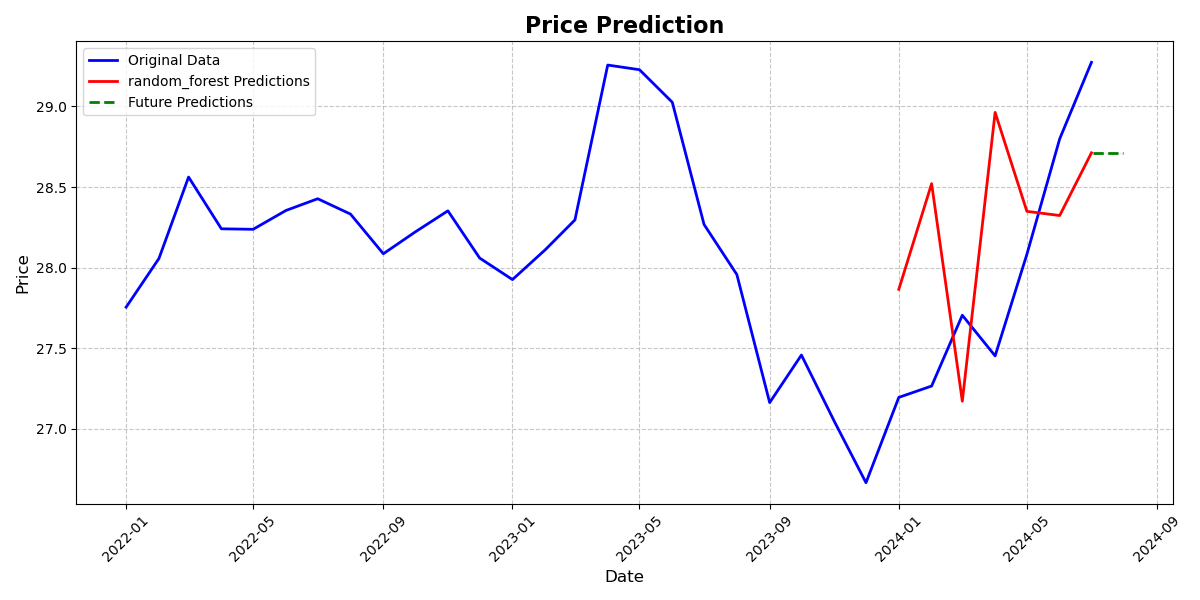 Price Prediction
Original Data
random_forest Predictions
Future Predictions
Price
29.0
28.5
28.0
27.5
27.0
2022-01
2022-05
2022-09
2023-01
2023-05
2023-09
2024-01
2024-05
2024-09
Date